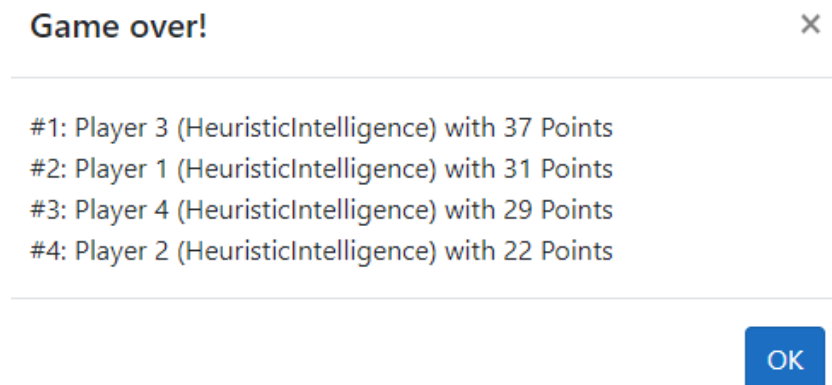 Game over!
×
#1: Player 3 (HeuristicIntelligence) with 37 Points
#2: Player 1 (HeuristicIntelligence) with 31 Points
#3: Player 4 (HeuristicIntelligence) with 29 Points
#4: Player 2 (HeuristicIntelligence) with 22 Points
OK